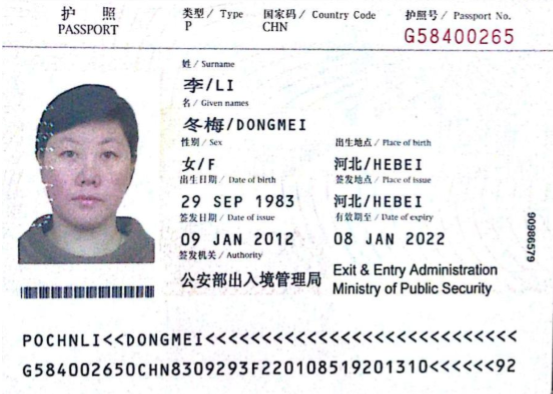 护 照
PASSPORT
类型 / Type
P
国家码 / Country Code
CHN
护照号 / Passport No.
G58400265
姓 / Surname
李/LI
名 / Given names
冬梅/DONGMEI
性别 / Sex
女/F
出生地点 / Place of birth
河北/HEBEI
出生日期 / Date of birth
29 SEP 1983
签发地点 / Place of issue
河北/HEBEI
签发日期 / Date of issue
09 JAN 2012
有效期至 / Date of expiry
08 JAN 2022
签发机关 / Authority
公安部出入境管理局
Exit & Entry Administration
Ministry of Public Security
90986579
POCHNLI<<DONGMEI<<<<<<<<<<<<<<<<<<<<<<<<<<<<
G584002650CHN8309293F220108519201310<<<<<<92